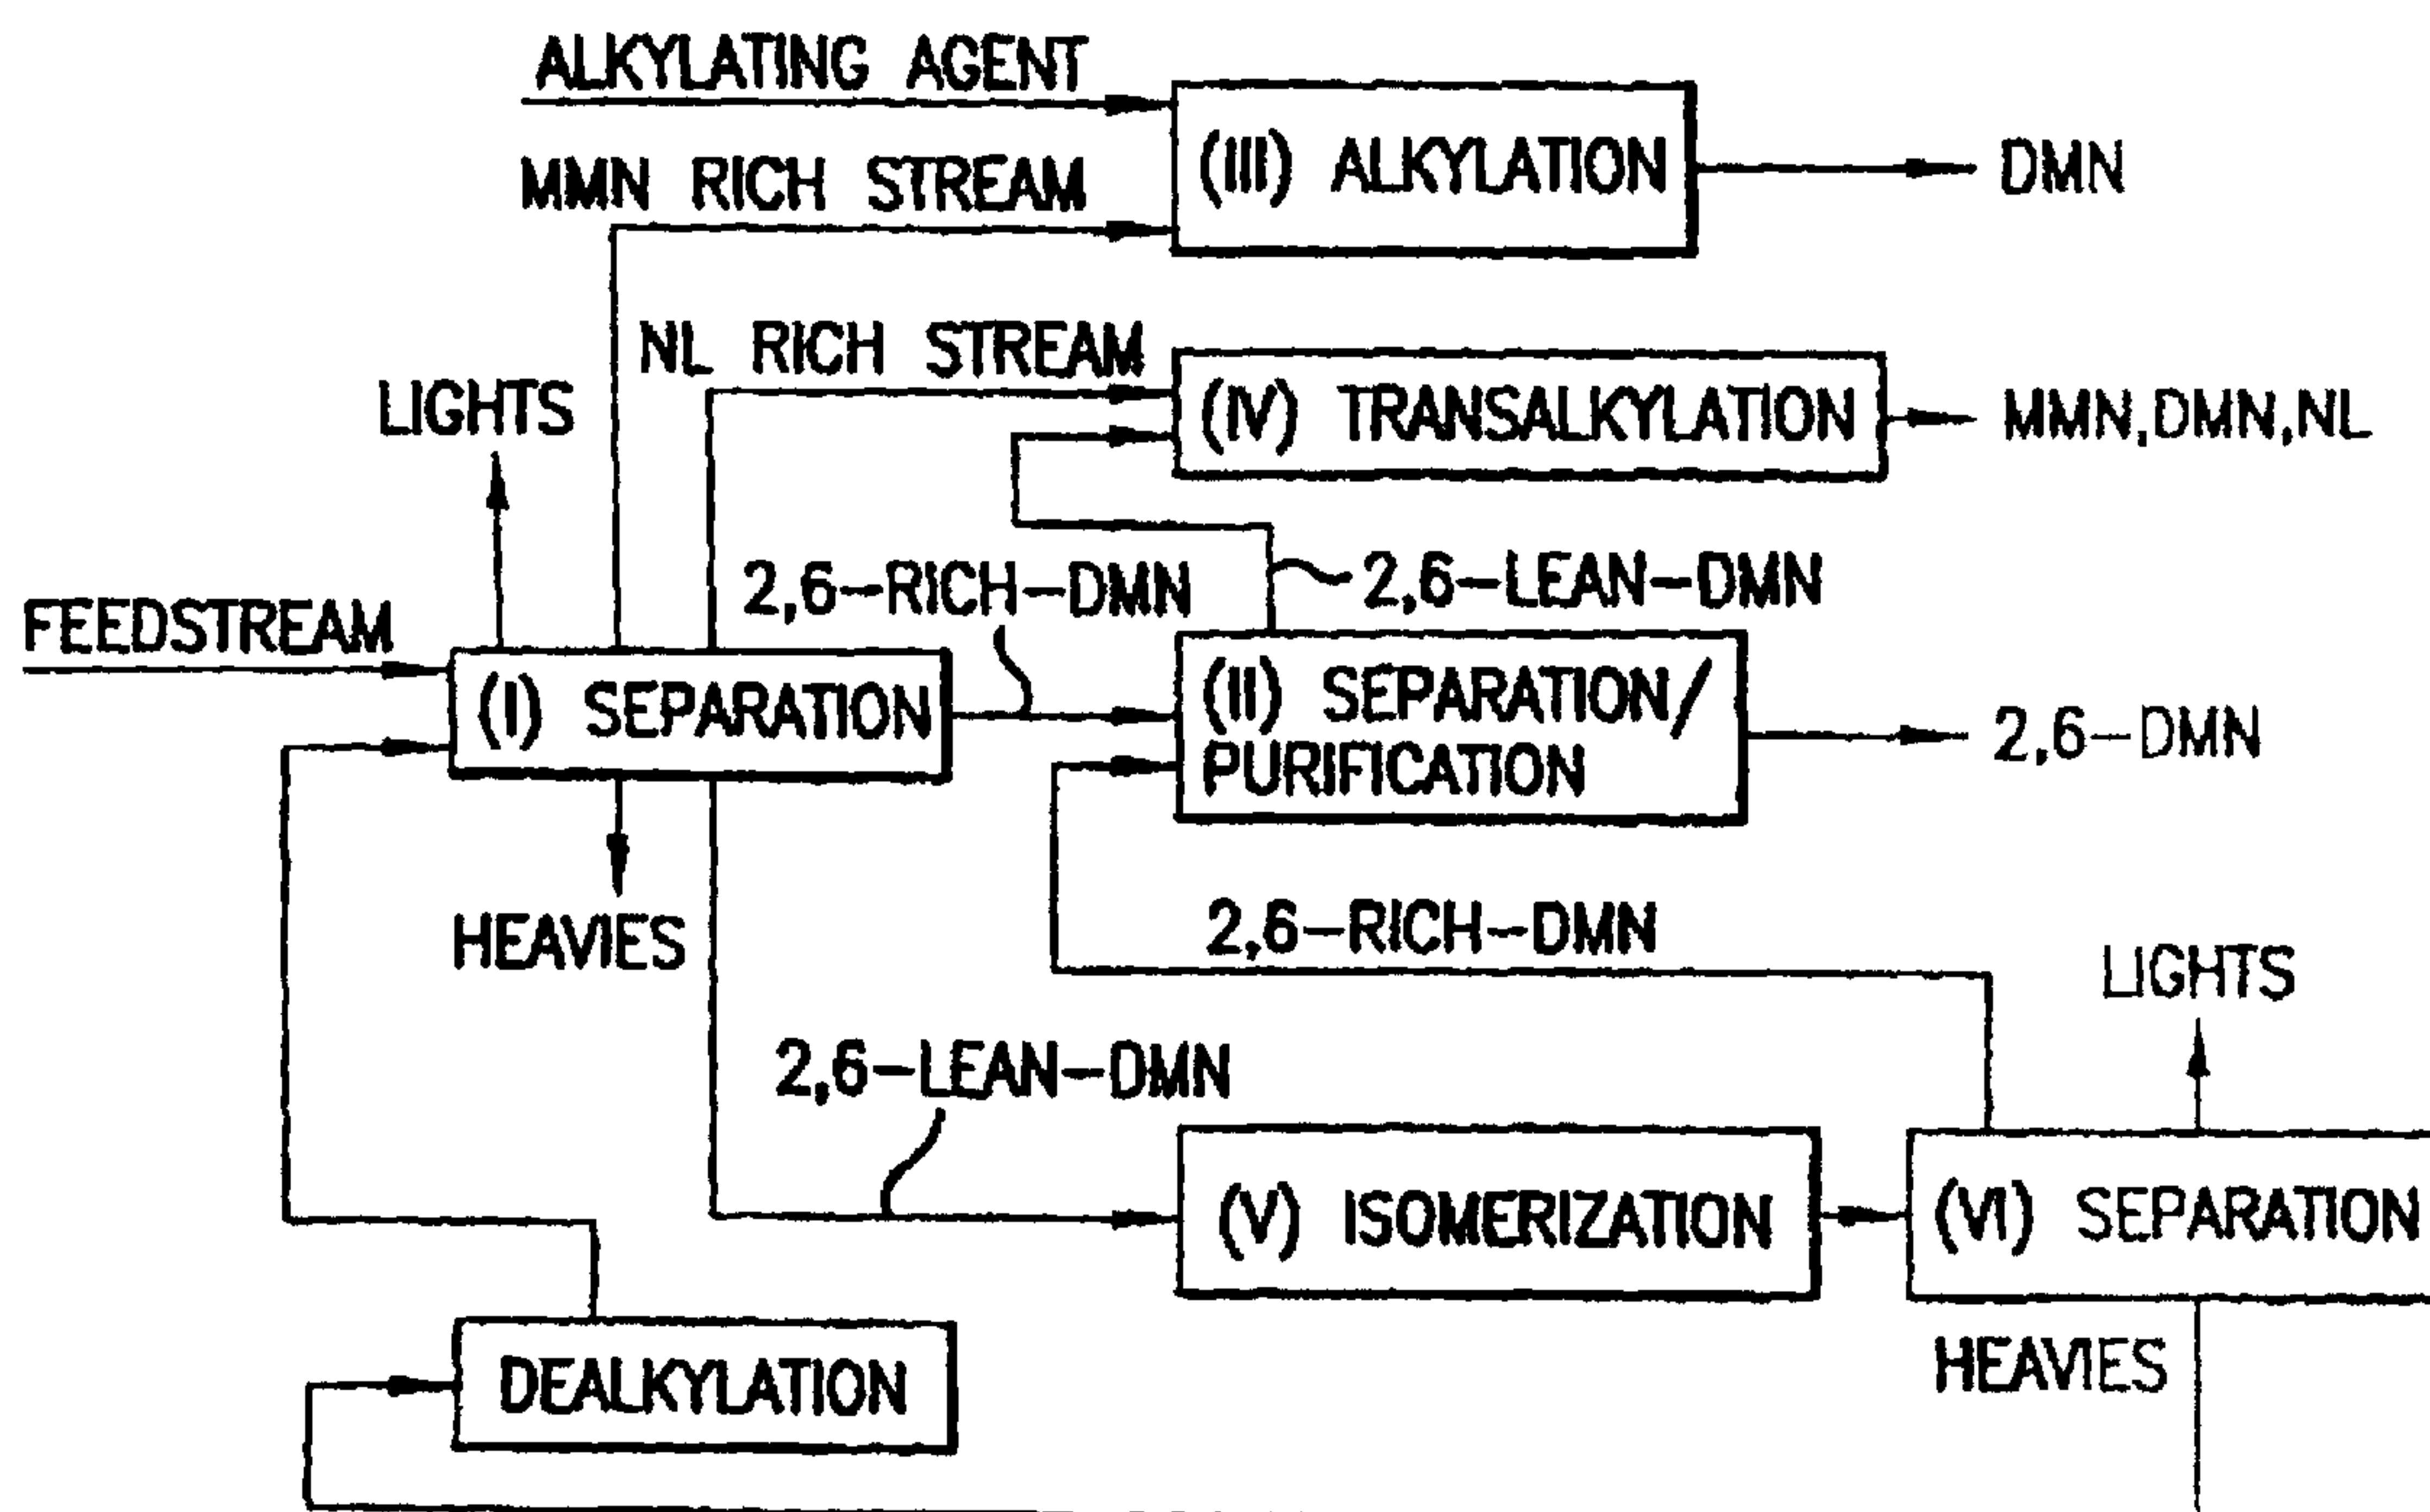 ALKYLATING AGENT
MMN RICH STREAM
(III) ALKYLATION
DMN
NL RICH STREAM
(IV) TRANSALKYLATION
MMN,DMN,NL
LIGHTS
2,6-RICH-DMN
2,6-LEAN-DMN
FEEDSTREAM
(I) SEPARATION
(II) SEPARATION/
PURIFICATION
2,6-DMN
HEAVIES
2,6-RICH-DMN
LIGHTS
2,6-LEAN-DMN
(V) ISOMERIZATION
(VI) SEPARATION
HEAVIES
DEALKYLATION